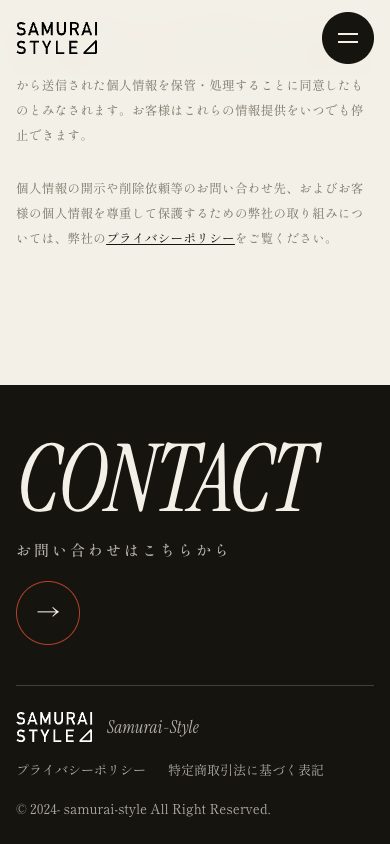 SAMURAI
STYLE
から送信された個人情報を保管・処理することに同意したも
のとみなされます。お客様はこれらの情報提供をいつでも停
止できます。
個人情報の開示や削除依頼等のお問い合わせ先、およびお客
様の個人情報を尊重して保護するための弊社の取り組みにつ
いては、弊社のプライバシーポリシーをご覧ください。
CONTACT
お問い合わせはこちらから
SAMURAI
STYLE
Samurai-Style
プライバシーポリシー 特定商取引法に基づく表記
© 2024- samurai-style All Right Reserved.